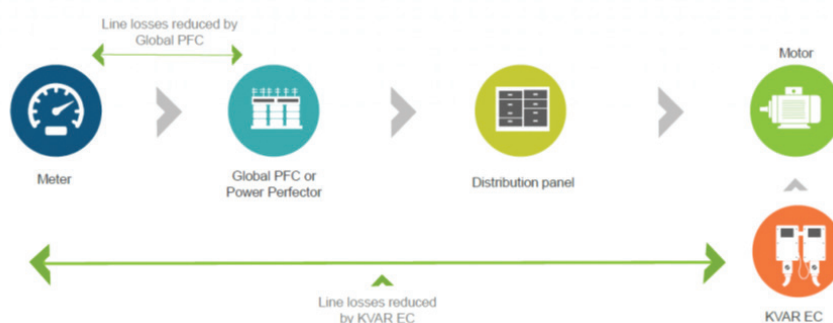 Line losses reduced by
Global PFC
Motor
Meter
Global PFC or
Power Perfector
Distribution panel
Line losses reduced
by KVAR EC
KVAR EC